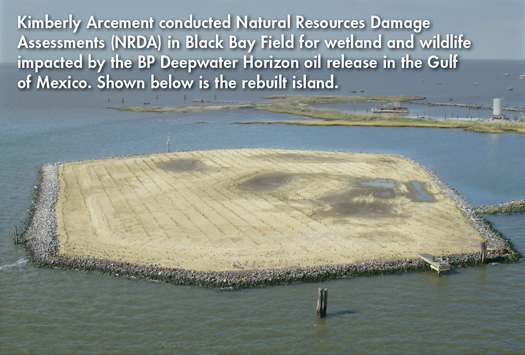 Kimberly Arcement conducted Natural Resources Damage
Assessments (NRDA) in Black Bay Field for wetland and wildlife
impacted by the BP Deepwater Horizon oil release in the Gulf
of Mexico. Shown below is the rebuilt island.